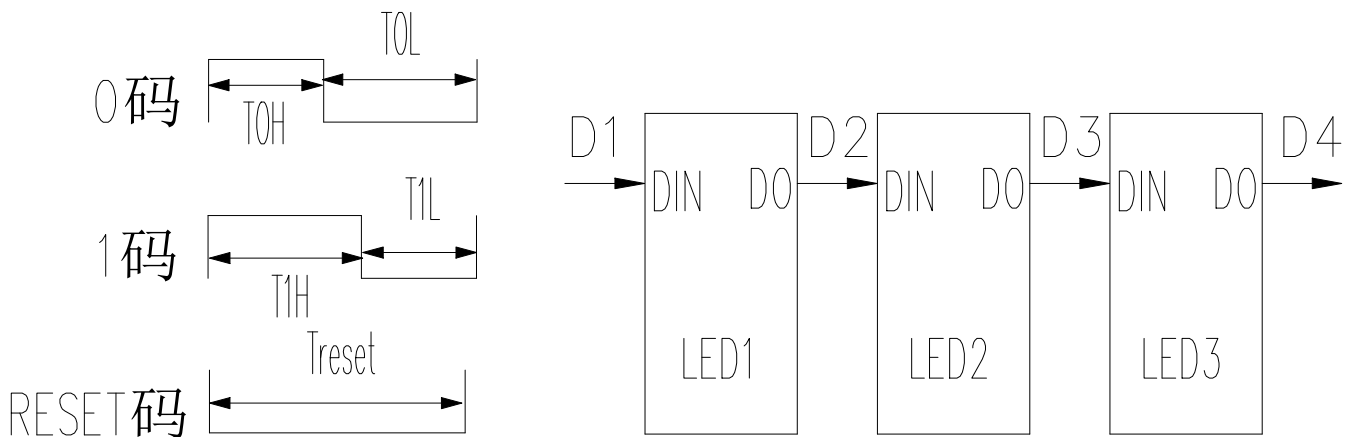 0码
T0H
T0L
1码
T1H
T1L
RESET码
Treset
D1
DIN
DO
LED1
D2
DIN
DO
LED2
D3
DIN
DO
LED3
D4